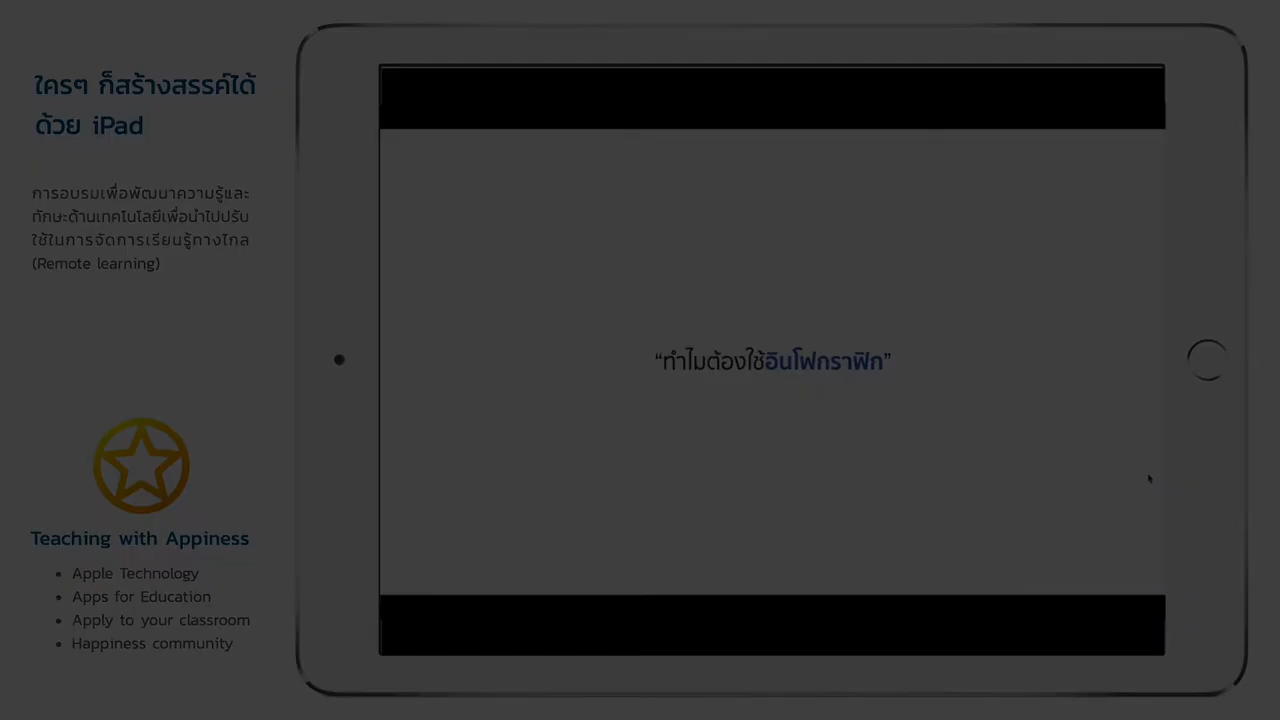 ใครๆ ก็สร้างสรรค์ได้
ด้วย iPad
การอบรมเพื่อพัฒนาความรู้และ
ทักษะด้านเทคโนโลยีเพื่อนำไปปรับ
ใช้ในการจัดการเรียนรู้ทางไกล
(Remote learning)
“ทำไมต้องใช้อินโฟกราฟิก”
Teaching with Appiness
• Apple Technology
• Apps for Education
• Apply to your classroom
• Happiness community